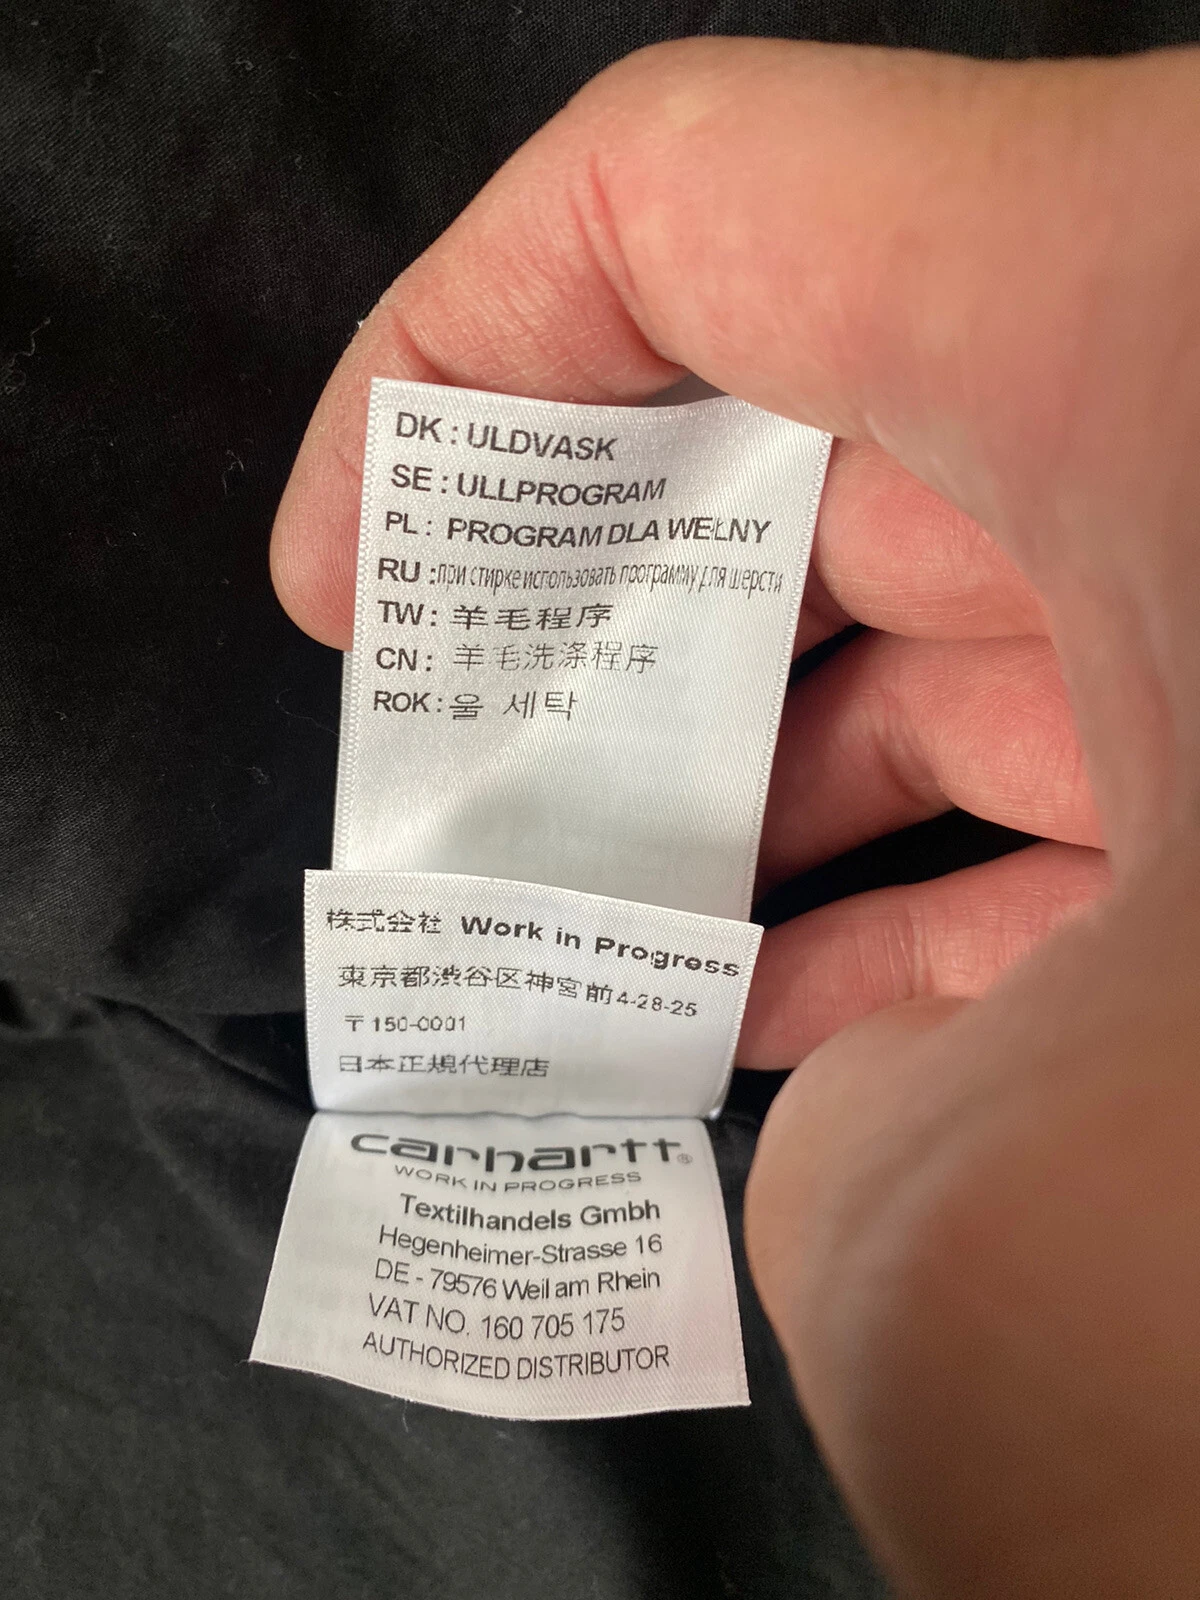 DK : ULDVASK
SE : ULLPROGRAM
PL : PROGRAM DLA WEŁNY
RU :при стирке использовать программу для шерсти
TW : 羊毛程序
CN : 羊毛洗涤程序
ROK : 울 세탁
株式会社 Work in Progress
東京都渋谷区神宮前4-28-25
〒150-0001
日本正規代理店
carhartt®
WORK IN PROGRESS
Textilhandels Gmbh
Hegenheimer-Strasse 16
DE - 79576 Weil am Rhein
VAT NO. 160 705 175
AUTHORIZED DISTRIBUTOR